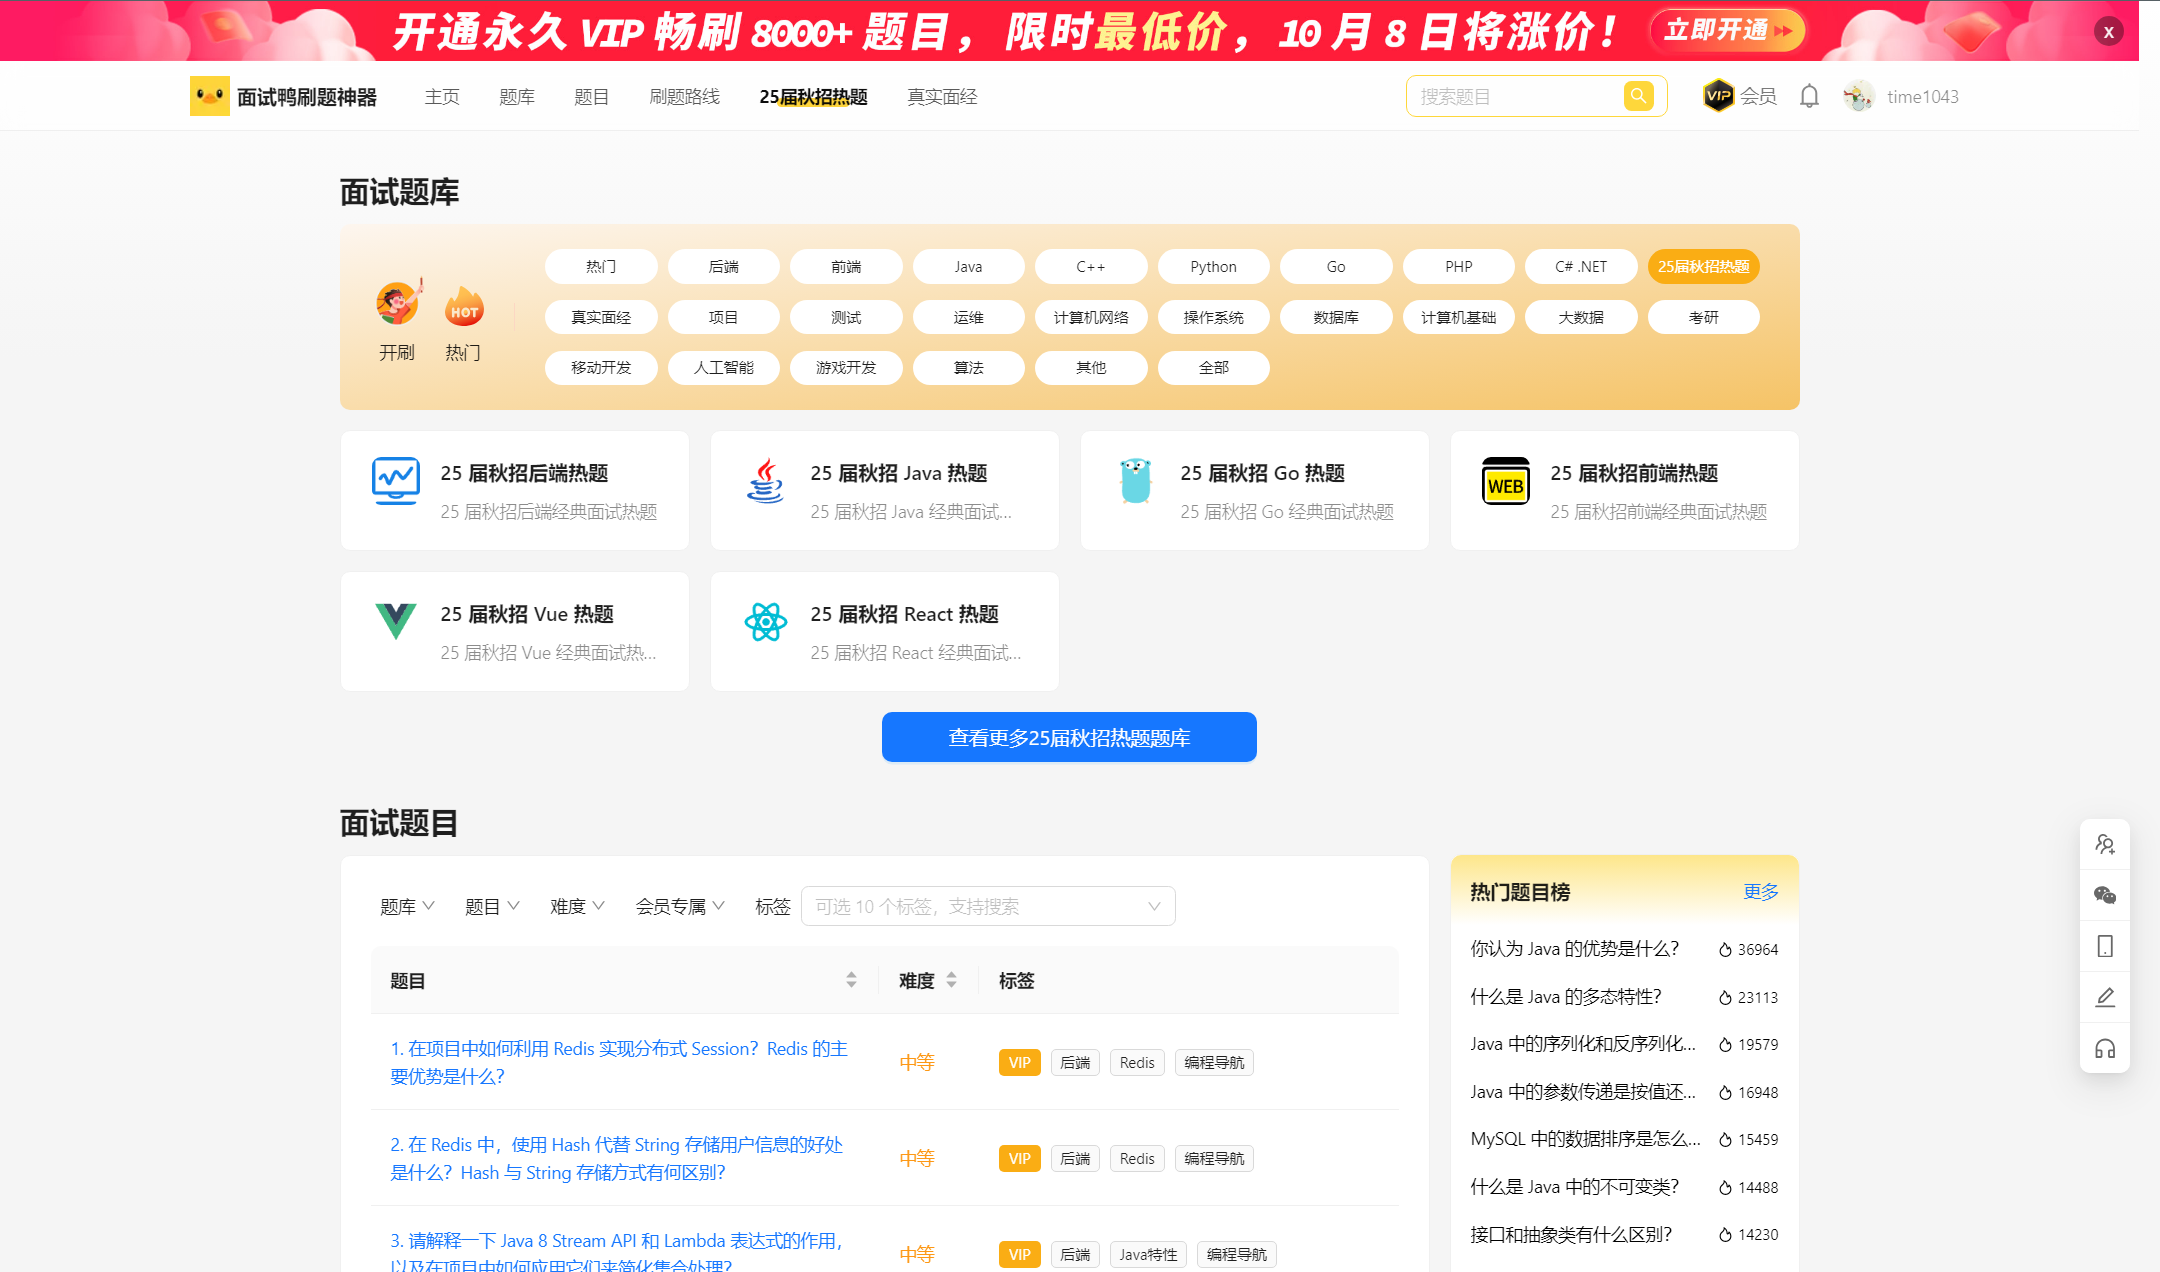 开通永久 VIP 畅刷 8000+ 题目，限时最低价，10 月 8 日将涨价！ 立即开通 X
面试鸭刷题神器 主页 题库 题目 刷题路线 25届秋招热题 真实面经 搜索题目 VIP 会员 time1043
面试题库
热门 后端 前端 Java C++ Python Go PHP C# .NET 25届秋招热题
HOT
真实面经 项目 测试 运维 计算机网络 操作系统 数据库 计算机基础 大数据 考研
开刷 热门
移动开发 人工智能 游戏开发 算法 其他 全部
25 届秋招后端热题 25 届秋招 Java 热题 25 届秋招 Go 热题 WEB 25 届秋招前端热题
25 届秋招后端经典面试热题 25 届秋招 Java 经典面试... 25 届秋招 Go 经典面试热题 25 届秋招前端经典面试热题
25 届秋招 Vue 热题 25 届秋招 React 热题
25 届秋招 Vue 经典面试热... 25 届秋招 React 经典面试...
查看更多25届秋招热题题库
面试题目
题库 题目 难度 会员专属 标签 可选 10 个标签，支持搜索
题目 难度 标签
1. 在项目中如何利用 Redis 实现分布式 Session？Redis 的主
要优势是什么？
中等 VIP 后端 Redis 编程导航
2. 在 Redis 中，使用 Hash 代替 String 存储用户信息的好处
是什么？Hash 与 String 存储方式有何区别？
中等 VIP 后端 Redis 编程导航
3. 请解释一下 Java 8 Stream API 和 Lambda 表达式的作用，
以及在项目中如何应用它们来简化集合处理？
中等 VIP 后端 Java特性 编程导航
热门题目榜 更多
你认为 Java 的优势是什么？ 36964
什么是 Java 的多态特性？ 23113
Java 中的序列化和反序列化... 19579
Java 中的参数传递是按值还... 16948
MySQL 中的数据排序是怎么... 15459
什么是 Java 中的不可变类？ 14488
接口和抽象类有什么区别？ 14230